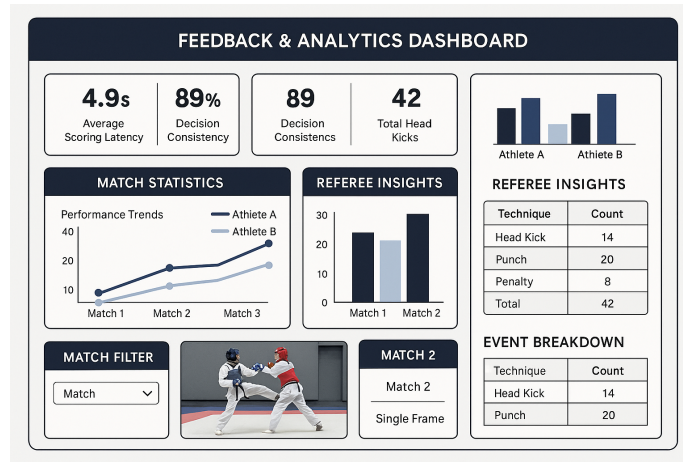 FEEDBACK & ANALYTICS DASHBOARD
4.9s
Average
Scoring Latency
89%
Decision
Consistency
89
Decision
Consistencs
42
Total Head
Kicks
MATCH STATISTICS
Performance Trends
Athiete A
Athiete B
40
20
10
Match 1 Match 2 Match 3
REFEREE INSIGHTS
30
20
10
0
Match 1 Match 2
Athlete A Athlete B
REFEREE INSIGHTS
Technique Count
Head Kick 14
Punch 20
Penalty 8
Total 42
EVENT BREAKDOWN
Technique Count
Head Kick 14
Punch 20
MATCH FILTER
Match
MATCH 2
Match 2
Single Frame